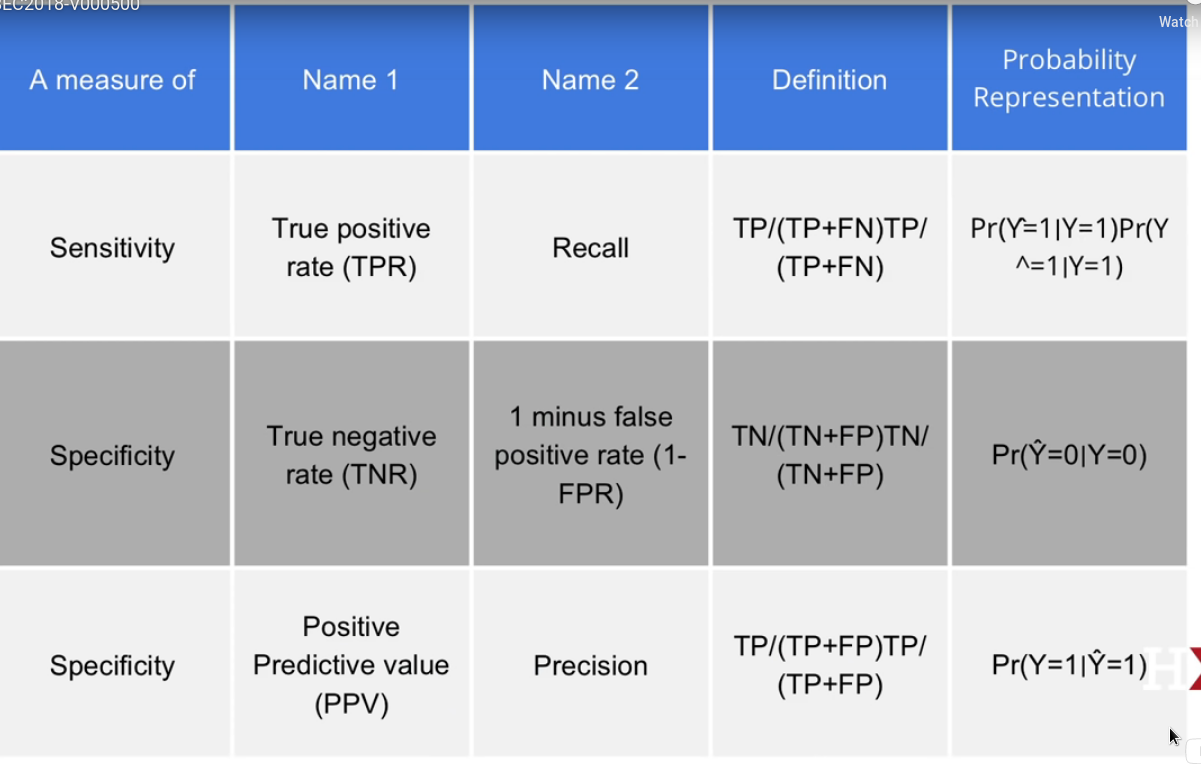 EC2018-V000500
Watch
A measure of
Name 1
Name 2
Definition
Probability
Representation
Sensitivity
True positive
rate (TPR)
Recall
TP/(TP+FN)TP/
(TP+FN)
Pr(Ŷ=1|Y=1)Pr(Y
^=1|Y=1)
Specificity
True negative
rate (TNR)
1 minus false
positive rate (1-
FPR)
TN/(TN+FP)TN/
(TN+FP)
Pr(Ŷ=0|Y=0)
Specificity
Positive
Predictive value
(PPV)
Precision
TP/(TP+FP)TP/
(TP+FP)
Pr(Y=1|Ŷ=1)
HX